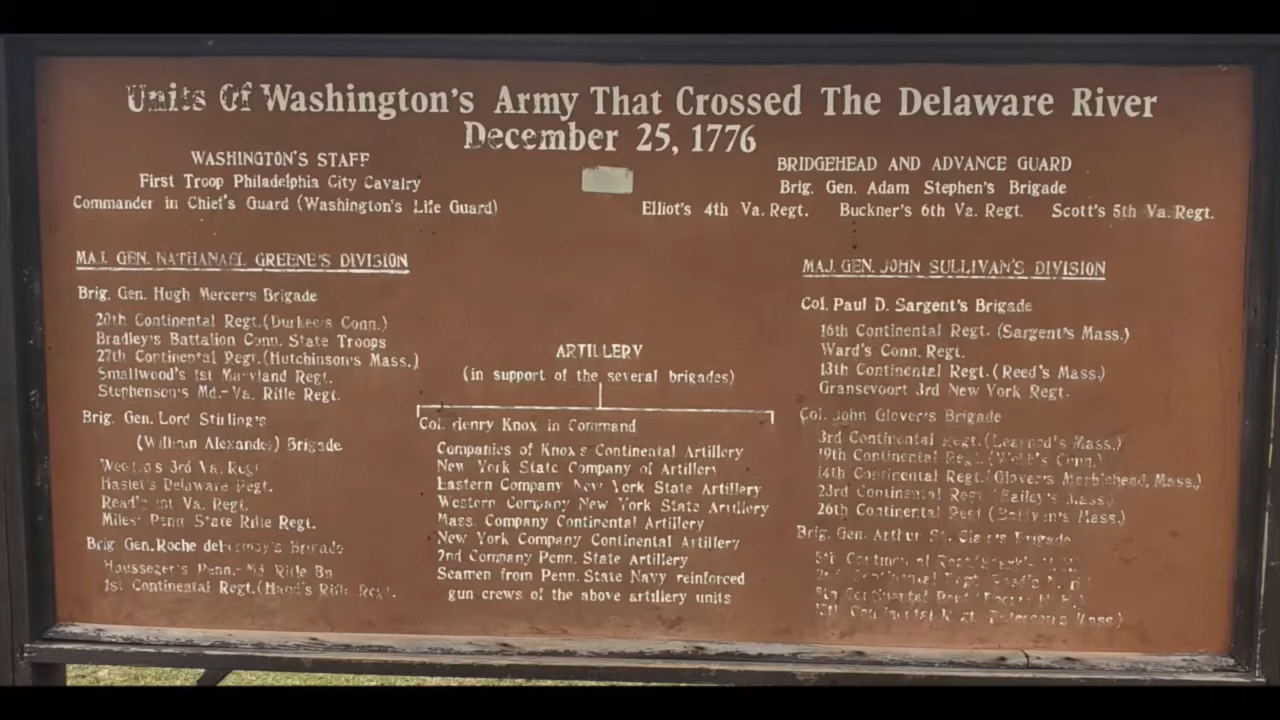 Units Of Washington's Army That Crossed The Delaware River
December 25, 1776
WASHINGTON'S STAFF
First Troop Philadelphia City Cavalry
Commander in Chief's Guard (Washington's Life Guard)
BRIDGEHEAD AND ADVANCE GUARD
Brig. Gen. Adam Stephen's Brigade
Elliot's 4th Va. Regt. Buckner's 6th Va. Regt. Scott's 5th Va. Regt.
MAJ. GEN. NATHANAEL GREENE'S DIVISION
Brig. Gen. Hugh Mercer's Brigade
20th Continental Regt. (Durkee's Conn.)
Bradley's Battalion Conn. State Troops
27th Continental Regt. (Hutchinson's Mass.)
Smallwood's 1st Maryland Regt.
Stephenson's Md.-Va. Rifle Regt.
Brig. Gen. Lord Stirling's
(William Alexander) Brigade
3rd Va. Regt
Haslet's Delaware Regt.
Read's 1st Va. Regt.
Miles' Penn State Rifle Regt.
Brig Gen. Roche de Brigade
Penn.-Md. Rifle Bn
1st Continental Regt. (Hand's Rifle Regt.
ARTILLERY
(in support of the several brigades)
Col. Henry Knox in Command
Companies of Knox s Continental Artillery
New York State Company of Artillery
Eastern Company New York State Artillery
Western Company New York State Artillery
Mass. Company Continental Artillery
New York Company Continental Artillery
2nd Company Penn. State Artillery
Seamen from Penn. State Navy reinforced
gun crews of the above artillery units
MAJ. GEN. JOHN SULLIVAN'S DIVISION
Col. Paul D. Sargent's Brigade
16th Continental Regt. (Sargent's Mass.)
Ward's Conn. Regt.
13th Continental Regt. (Reed's Mass.)
Gransevoort 3rd New York Regt.
Col. John Glover's Brigade
3rd Continental Regt. (Learned's Mass.)
19th Continental Regt.
14th Continental Regt. (Glover's Marblehead, Mass.)
23rd Continental Regt (Bailey's Mass.)
26th Continental Regt (Baldwin's Mass.)
Brig. Gen. Arthur St. Clair's Brigade
Continental
Continental
Continental
Continental Mass.)